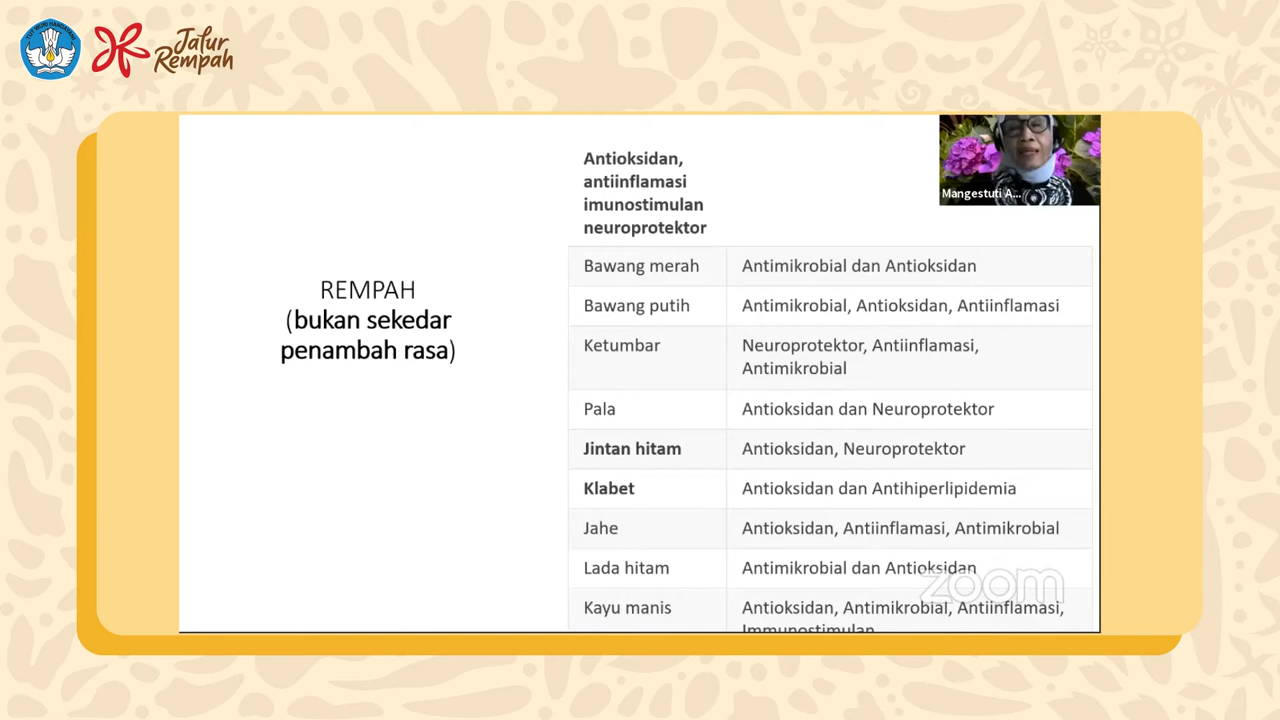 Jalur
Rempah
Mangestuti A...
REMPAH
(bukan sekedar
penambah rasa)
Antioksidan,
antiinflamasi
imunostimulan
neuroprotektor
Bawang merah Antimikrobial dan Antioksidan
Bawang putih Antimikrobial, Antioksidan, Antiinflamasi
Ketumbar Neuroprotektor, Antiinflamasi,
Antimikrobial
Pala Antioksidan dan Neuroprotektor
Jintan hitam Antioksidan, Neuroprotektor
Klabet Antioksidan dan Antihiperlipidemia
Jahe Antioksidan, Antiinflamasi, Antimikrobial
Lada hitam Antimikrobial dan Antioksidan
Kayu manis Antioksidan, Antimikrobial, Antiinflamasi,
Immunostimulan
zoom